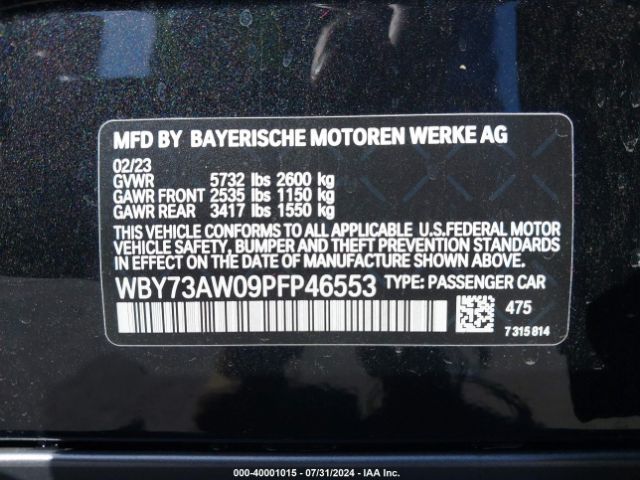 MFD BY BAYERISCHE MOTOREN WERKE AG
02/23
GVWR 5732 lbs 2600 kg
GAWR FRONT 2535 lbs 1150 kg
GAWR REAR 3417 lbs 1550 kg
THIS VEHICLE CONFORMS TO ALL APPLICABLE U.S.FEDERAL MOTOR
VEHICLE SAFETY, BUMPER AND THEFT PREVENTION STANDARDS
IN EFFECT ON THE DATE OF MANUFACTURE SHOWN ABOVE.
WBY73AW09PFP46553 TYPE: PASSENGER CAR
475
7315814
000-40001015 - 07/31/2024 - IAA Inc.